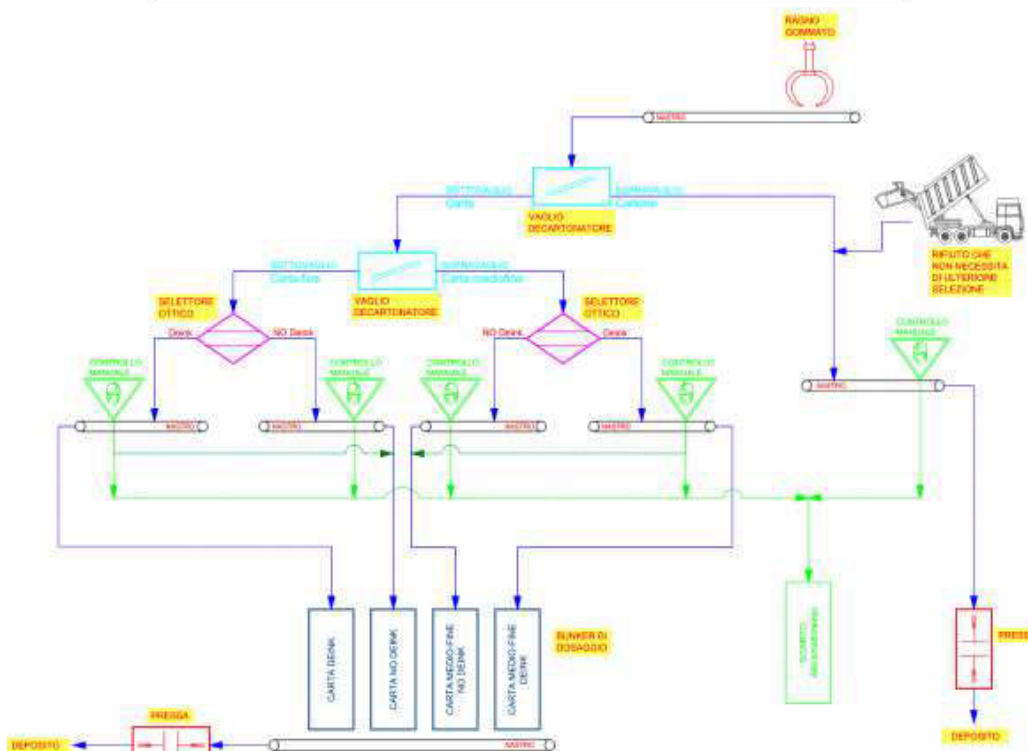 RAGNO
GOMMATO
NASTRO
SOTTOVAGLIO
Carta
SOPRAVAGLIO
Cartone
VAGLIO
DECARTONATORE
RIFIUTO CHE
NON NECESSITA
DI ULTERIORE
SELEZIONE
SOTTOVAGLIO
Carta fine
SOPRAVAGLIO
Carta mediofine
VAGLIO
DECARTONATORE
SELETTORE
OTTICO
SELETTORE
OTTICO
Deink
NO Deink
NO Deink
Deink
CONTROLLO
MANUALE
CONTROLLO
MANUALE
CONTROLLO
MANUALE
CONTROLLO
MANUALE
CONTROLLO
MANUALE
NASTRO
NASTRO
NASTRO
NASTRO
NASTRO
CARTA DEINK
CARTA NO DEINK
CARTA MEDIO-FINE
NO DEINK
CARTA MEDIO-FINE
DEINK
BUNKER DI
DOSAGGIO
SCARTO
PRESS
DEPOSITO
PRESSA
DEPOSITO
NASTRO